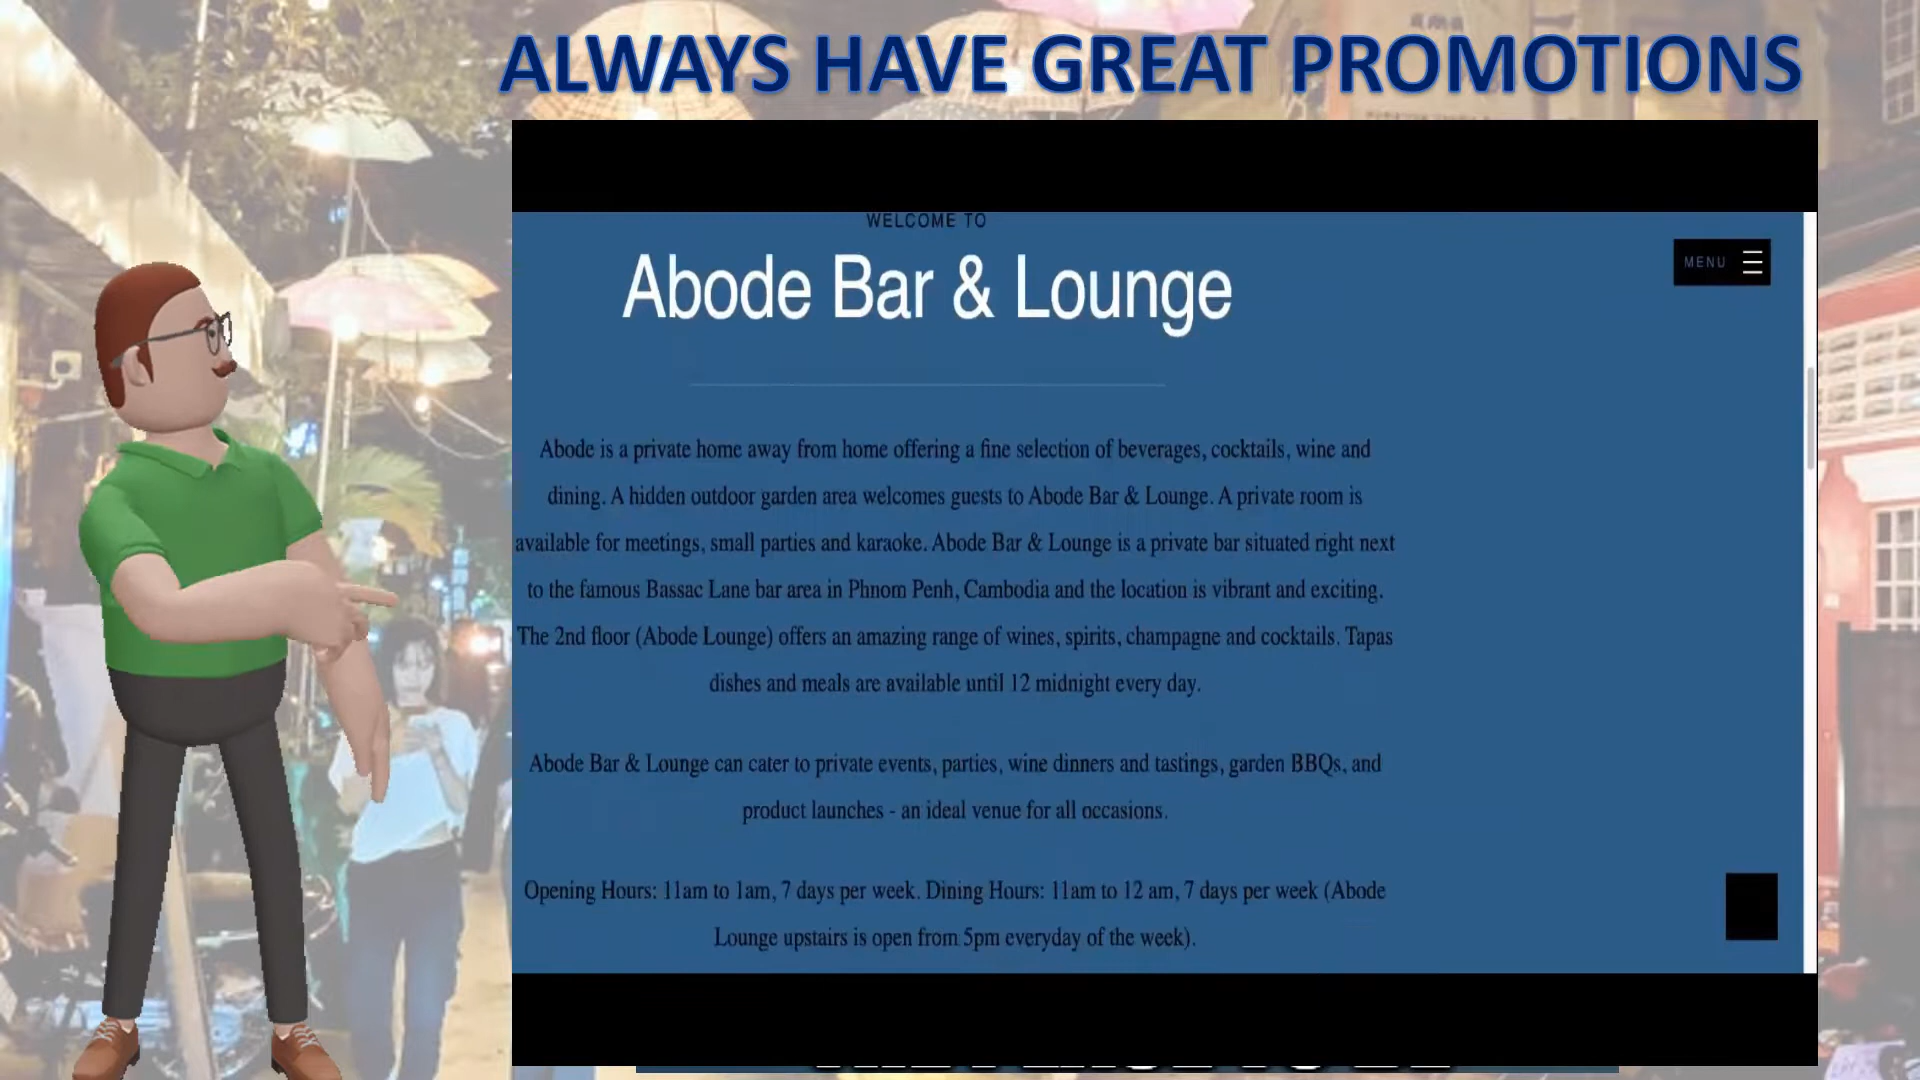 ALWAYS HAVE GREAT PROMOTIONS
WELCOME TO
Abode Bar & Lounge
MENU
Abode is a private home away from home offering a fine selection of beverages, cocktails, wine and
dining. A hidden outdoor garden area welcomes guests to Abode Bar & Lounge. A private room is
available for meetings, small parties and karaoke. Abode Bar & Lounge is a private bar situated right next
to the famous Bassac Lane bar area in Phnom Penh, Cambodia and the location is vibrant and exciting.
The 2nd floor (Abode Lounge) offers an amazing range of wines, spirits, champagne and cocktails. Tapas
dishes and meals are available until 12 midnight every day.
Abode Bar & Lounge can cater to private events, parties, wine dinners and tastings, garden BBQs, and
product launches - an ideal venue for all occasions.
Opening Hours: 11am to 1am, 7 days per week. Dining Hours: 11am to 12 am, 7 days per week (Abode
Lounge upstairs is open from 5pm everyday of the week).